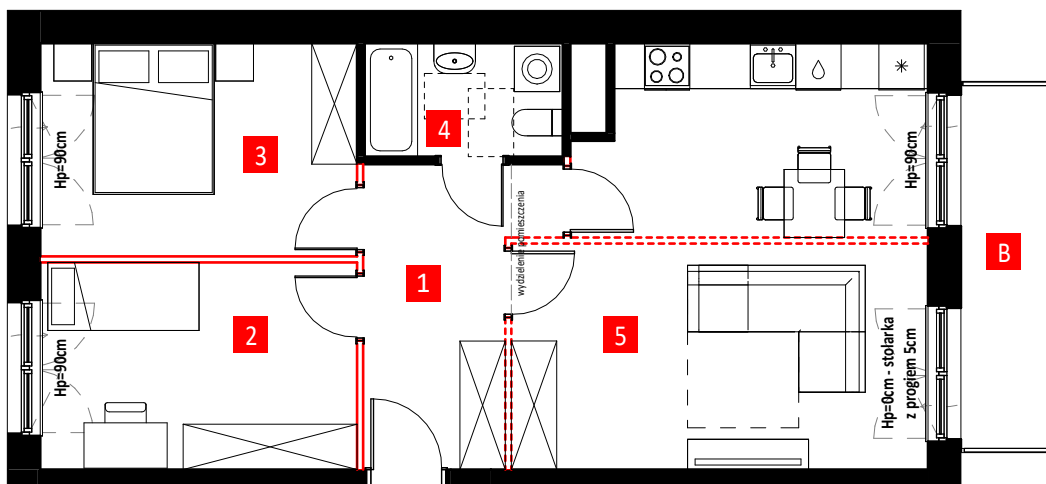 3
Hp=90cm
4
wydzielenie pomieszczenia
Hp=90cm
B
1
2
Hp=90cm
5
Hp=0cm - stolarka
z progiem 5cm